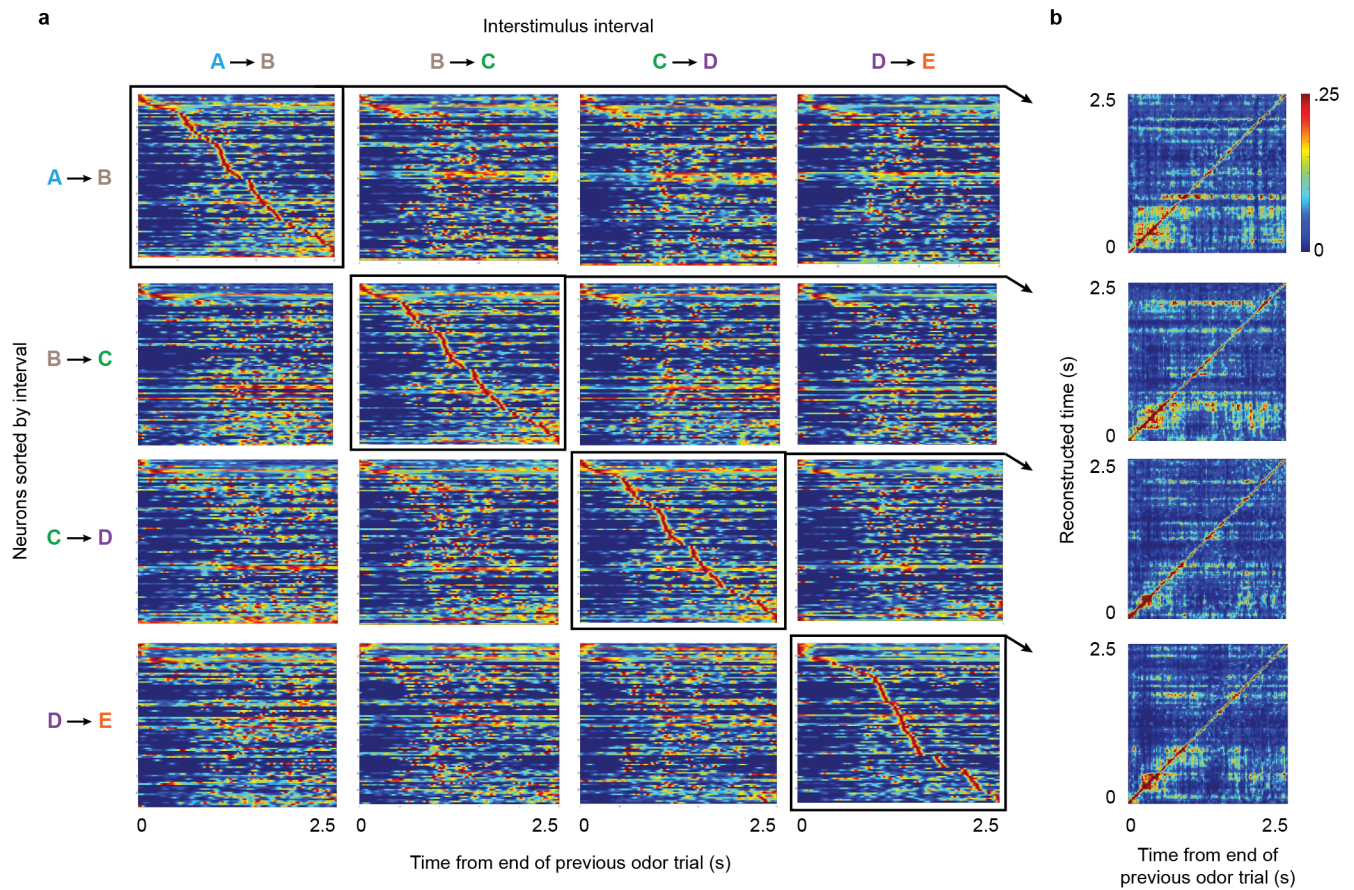 a
b
Interstimulus interval
A → B
B → C
C → D
D → E
Neurons sorted by interval
A → B
B → C
C → D
D → E
0
2.5
0
2.5
0
2.5
0
2.5
Time from end of previous odor trial (s)
2.5
0
.25
0
2.5
0
2.5
0
2.5
0
Reconstructed time (s)
0
2.5
Time from end of
previous odor trial (s)